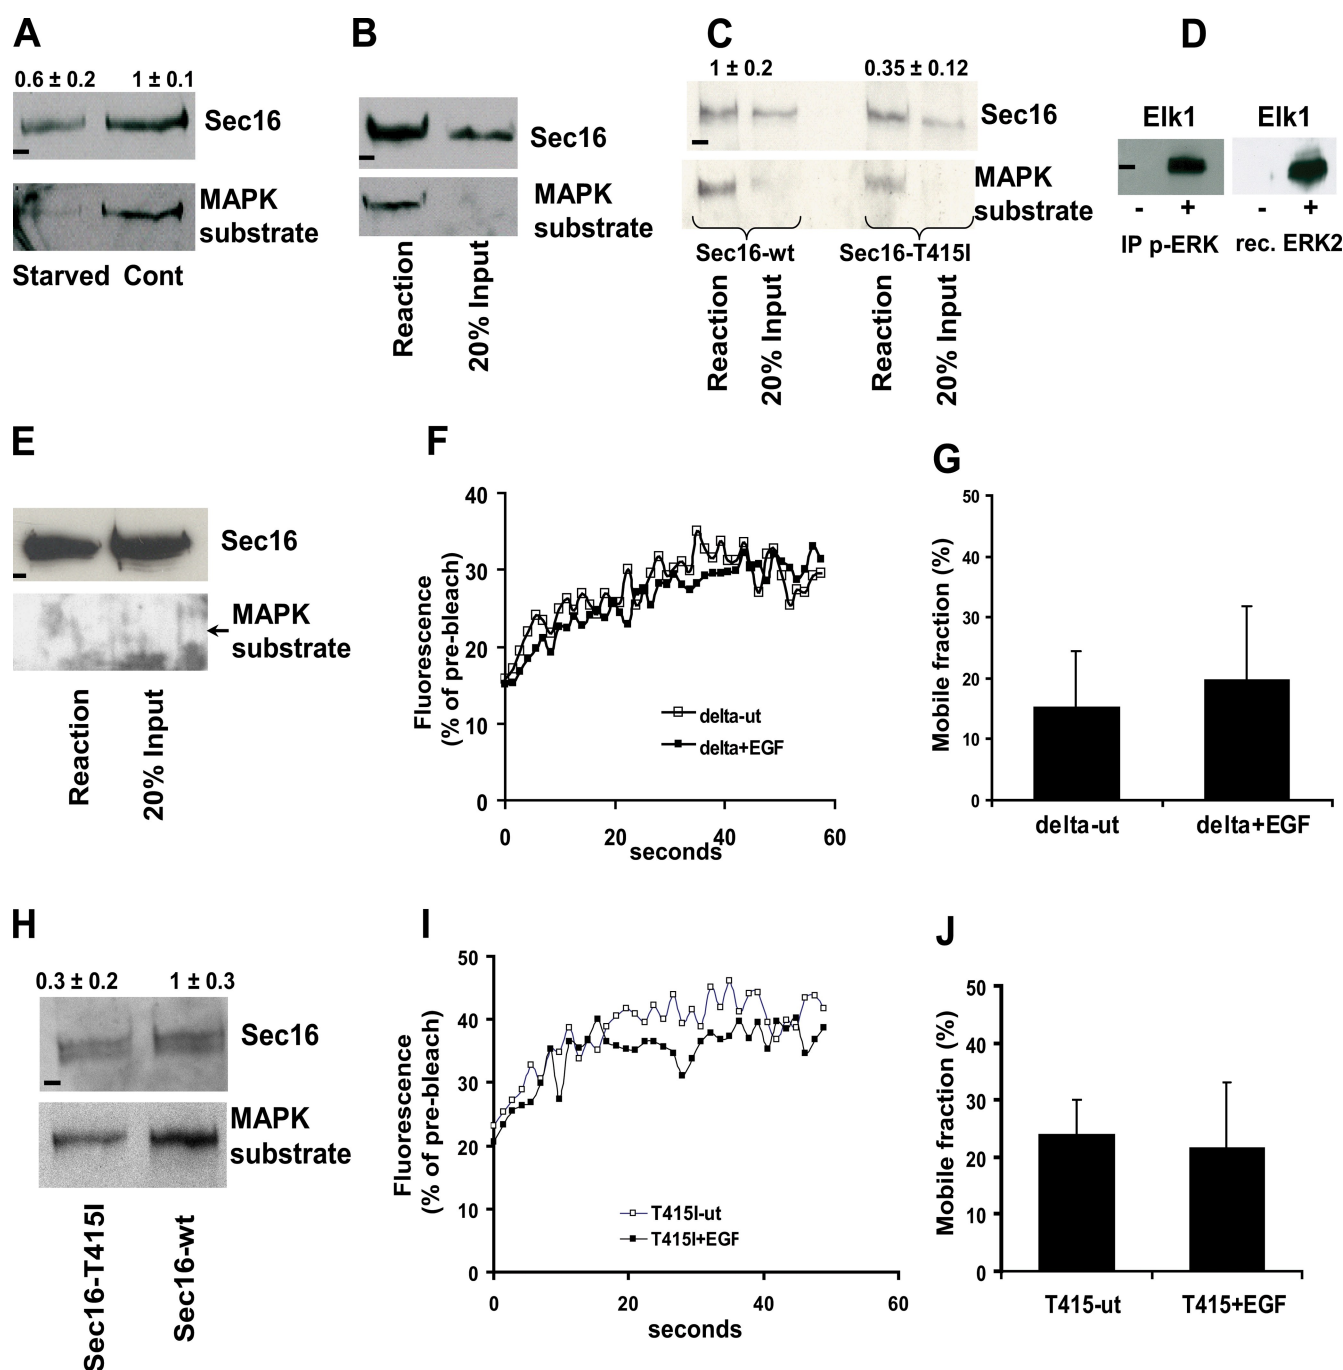 A
0.6 ± 0.2 1 ± 0.1
Sec16
MAPK
substrate
Starved Cont
B
Sec16
MAPK
substrate
Reaction
20% Input
C
1 ± 0.2 0.35 ± 0.12
Sec16
MAPK
substrate
Sec16-wt Sec16-T415I
Reaction
20% Input
Reaction
20% Input
D
Elk1 Elk1
- + - +
IP p-ERK rec. ERK2
E
Sec16
MAPK
substrate
Reaction
20% Input
F
Fluorescence
(% of pre-bleach)
40
30
20
10
0
delta-ut
delta+EGF
0 20 40 60
seconds
G
Mobile fraction (%)
50
40
30
20
10
0
delta-ut delta+EGF
H
0.3 ± 0.2 1 ± 0.3
Sec16
MAPK
substrate
Sec16-T415I
Sec16-wt
I
Fluorescence
(% of pre-bleach)
50
40
30
20
10
0
T415I-ut
T415I+EGF
0 20 40 60
seconds
J
Mobile fraction (%)
50
40
30
20
10
0
T415-ut T415+EGF